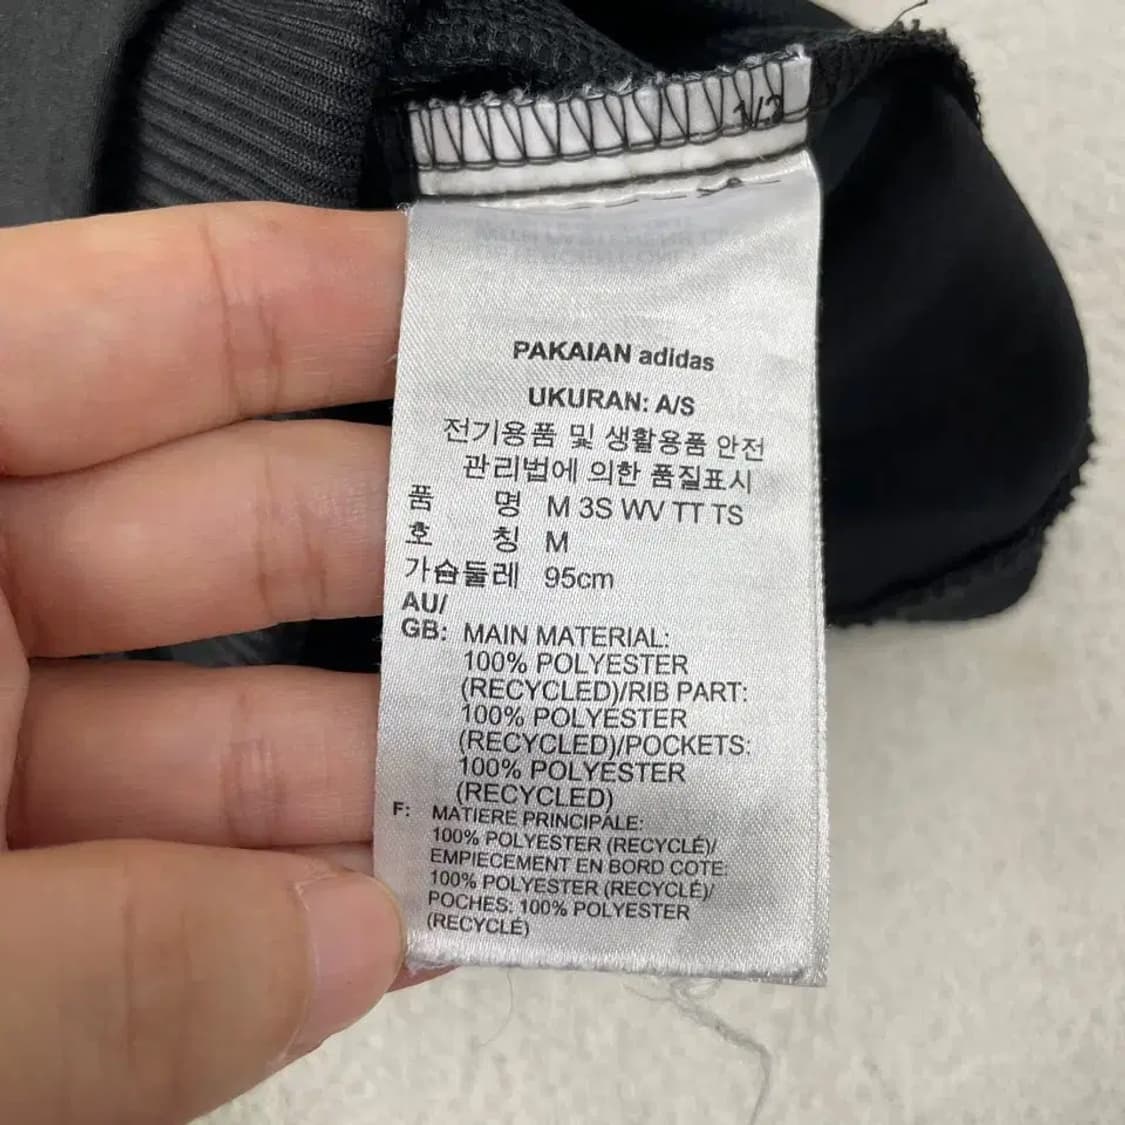 1/3
PAKAIAN adidas
UKURAN: A/S
전기용품 및 생활용품 안전
관리법에 의한 품질표시
품 명 M 3S WV TT TS
호 칭 M
가슴둘레 95cm
AU/
GB: MAIN MATERIAL:
100% POLYESTER
(RECYCLED)/RIB PART:
100% POLYESTER
(RECYCLED)/POCKETS:
100% POLYESTER
(RECYCLED)
F: MATIERE PRINCIPALE:
100% POLYESTER (RECYCLÉ)/
EMPIECEMENT EN BORD COTE:
100% POLYESTER (RECYCLÉ)/
POCHES: 100% POLYESTER
(RECYCLÉ)